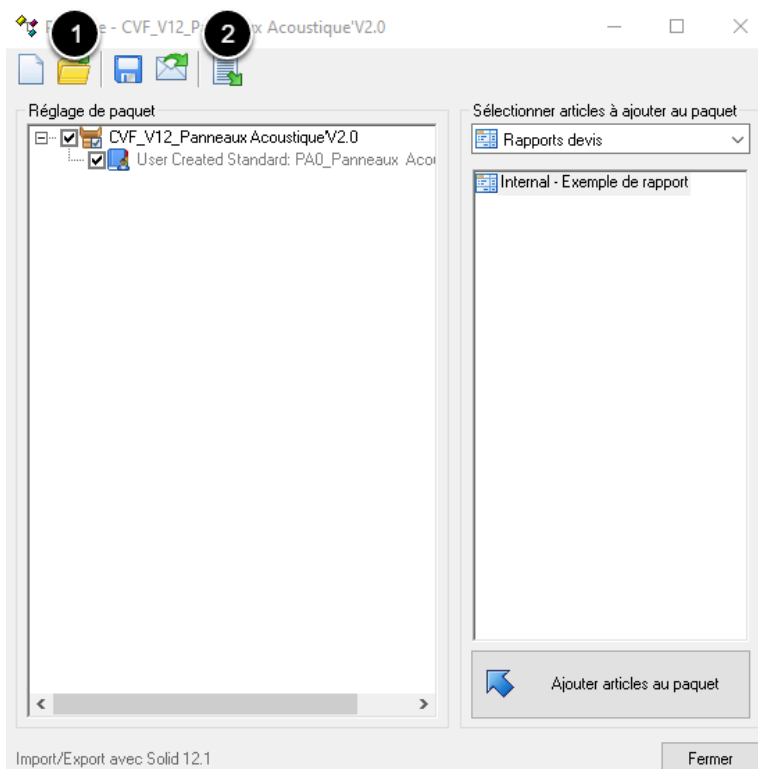 - CVF_V12_P
x Acoustique'V2.0
1
2
Réglage de paquet
CVF_V12_Panneaux Acoustique'V2.0
User Created Standard: PA0_Panneaux
Sélectionner articles à ajouter au paquet
Rapports devis
Internal - Exemple de rapport
Ajouter articles au paquet
Import/Export avec Solid 12.1
Fermer